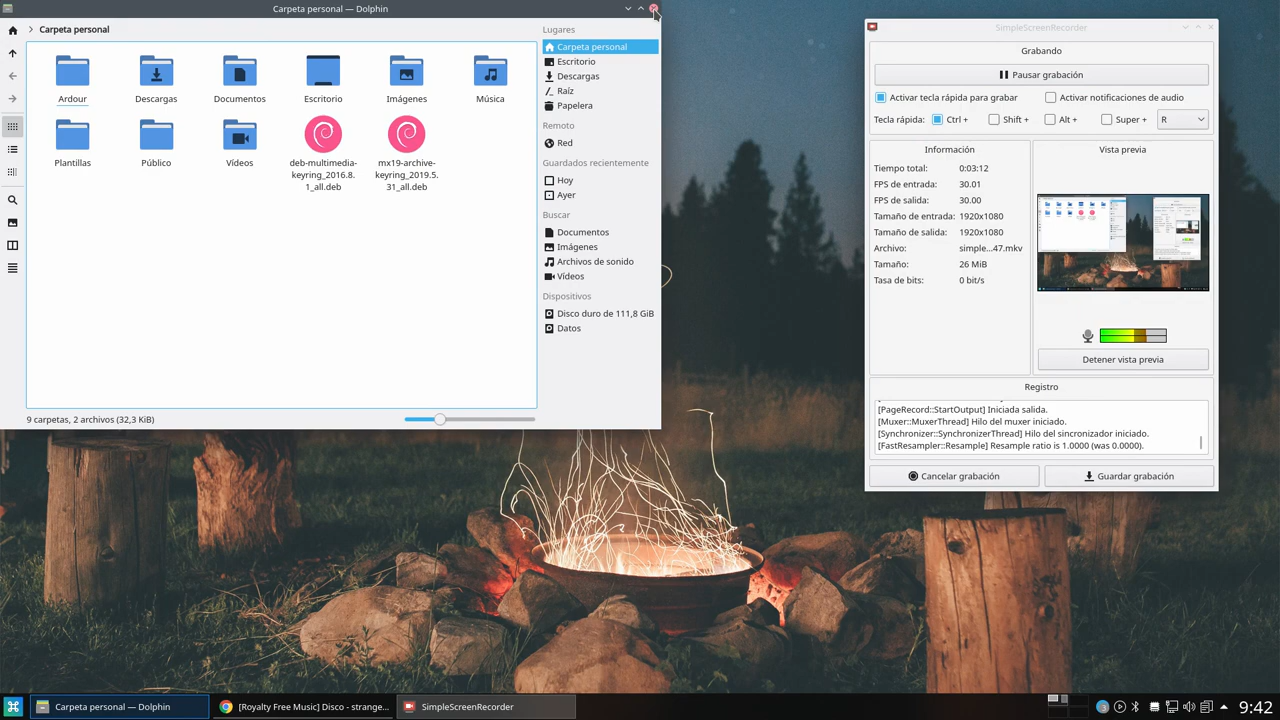 Carpeta personal — Dolphin
Carpeta personal
Ardour
Descargas
Documentos
Escritorio
Imágenes
Música
Plantillas
Público
Vídeos
deb-multimedia-
keyring_2016.8.
1_all.deb
mx19-archive-
keyring_2019.5.
31_all.deb
9 carpetas, 2 archivos (32,3 KiB)
Lugares
Carpeta personal
Escritorio
Descargas
Raíz
Papelera
Remoto
Red
Guardados recientemente
Hoy
Ayer
Buscar
Documentos
Imágenes
Archivos de sonido
Vídeos
Dispositivos
Disco duro de 111,8 GiB
Datos
SimpleScreenRecorder
Grabando
Pausar grabación
Activar tecla rápida para grabar
Activar notificaciones de audio
Tecla rápida: Ctrl + Shift + Alt + Super + R
Información
Tiempo total: 0:03:12
FPS de entrada: 30.01
FPS de salida: 30.00
Tamaño de entrada: 1920x1080
Tamaño de salida: 1920x1080
Archivo: simple...47.mkv
Tamaño: 26 MiB
Tasa de bits: 0 bit/s
Vista previa
Detener vista previa
Registro
[PageRecord::StartOutput] Iniciada salida.
[Muxer::MuxerThread] Hilo del muxer iniciado.
[Synchronizer::SynchronizerThread] Hilo del sincronizador iniciado.
[FastResampler::Resample] Resample ratio is 1.0000 (was 0.0000).
Cancelar grabación
Guardar grabación
Carpeta personal — Dolphin
[Royalty Free Music] Disco - strange...
SimpleScreenRecorder
3
9:42